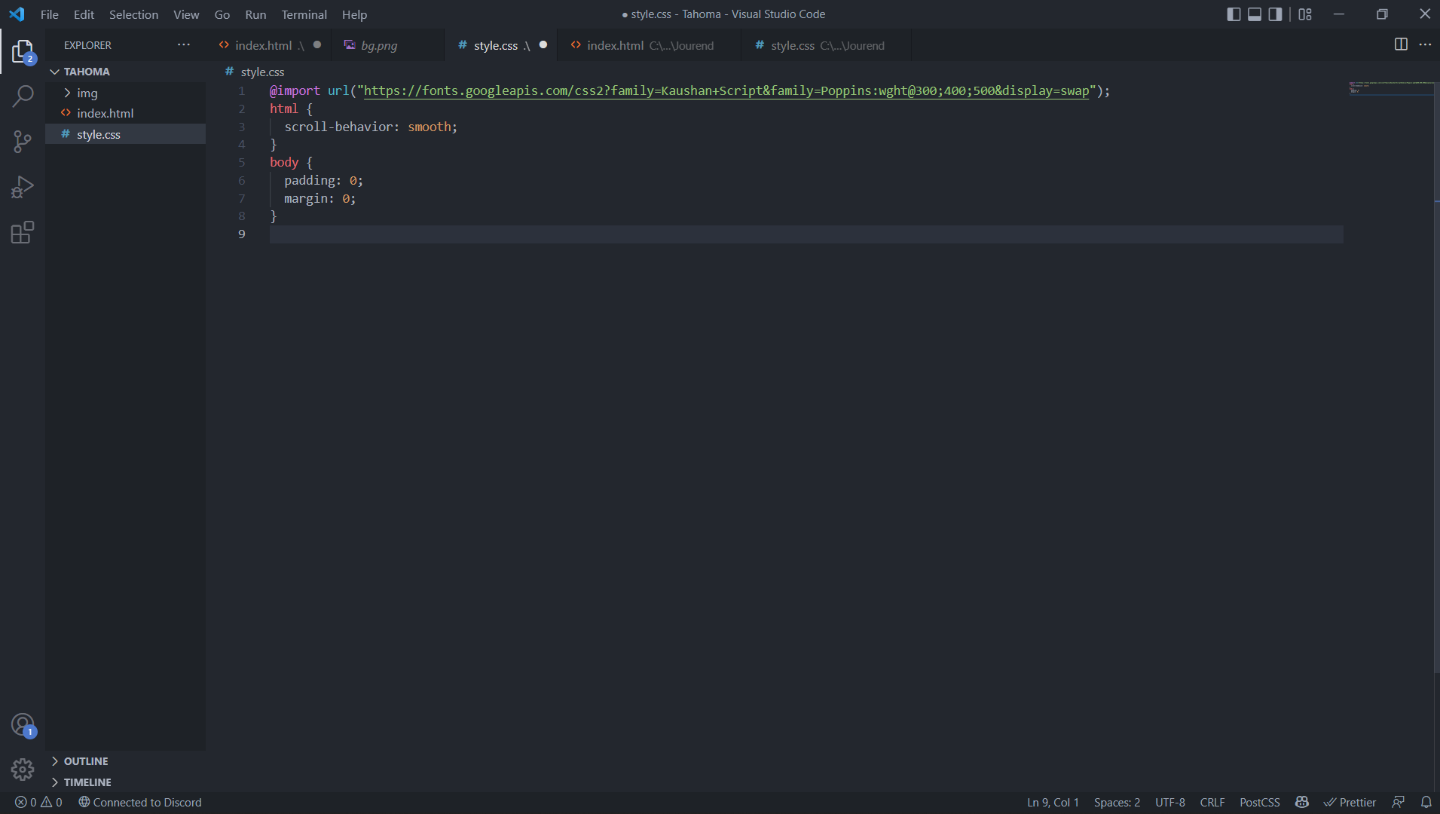 File Edit Selection View Go Run Terminal Help
● style.css - Tahoma - Visual Studio Code
2
EXPLORER ...
index.html .\ ●
bg.png
# style.css .\ ●
index.html C:\...\Jourend
# style.css C:\...\Jourend
TAHOMA
img
index.html
# style.css
# style.css
1 @import url("https://fonts.googleapis.com/css2?family=Kaushan+Script&family=Poppins:wght@300;400;500&display=swap");
2 html {
3 scroll-behavior: smooth;
4 }
5 body {
6 padding: 0;
7 margin: 0;
8 }
9
1
OUTLINE
TIMELINE
0 0 Connected to Discord
Ln 9, Col 1 Spaces: 2 UTF-8 CRLF PostCSS Prettier